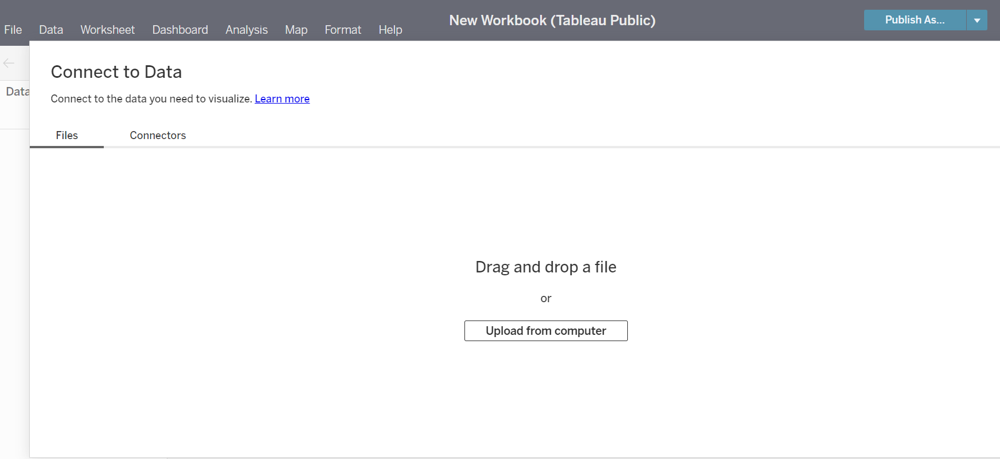 New Workbook (Tableau Public)
Publish As...
File Data Worksheet Dashboard Analysis Map Format Help
Connect to Data
Data
Connect to the data you need to visualize. Learn more
Files Connectors
Drag and drop a file
or
Upload from computer